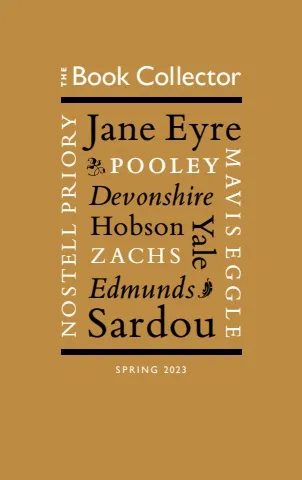 THE Book Collector
NOSTELL PRIORY
Jane Eyre
POOLEY
Devonshire
Hobson
Yale
ZACHS
Edmunds
Sardou
MAVIS EGGLE
SPRING 2023